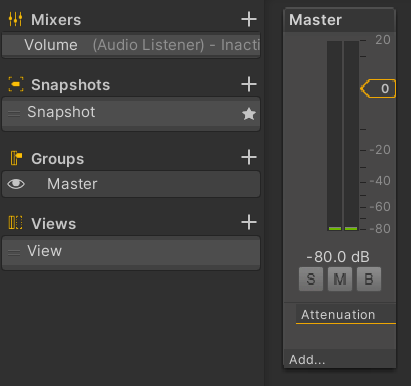 Mixers
Volume (Audio Listener) - Inacti
Snapshots
Snapshot
Groups
Master
Views
View
Master
20
0
-20
-40
-60
-80
-80.0 dB
S M B
Attenuation
Add...